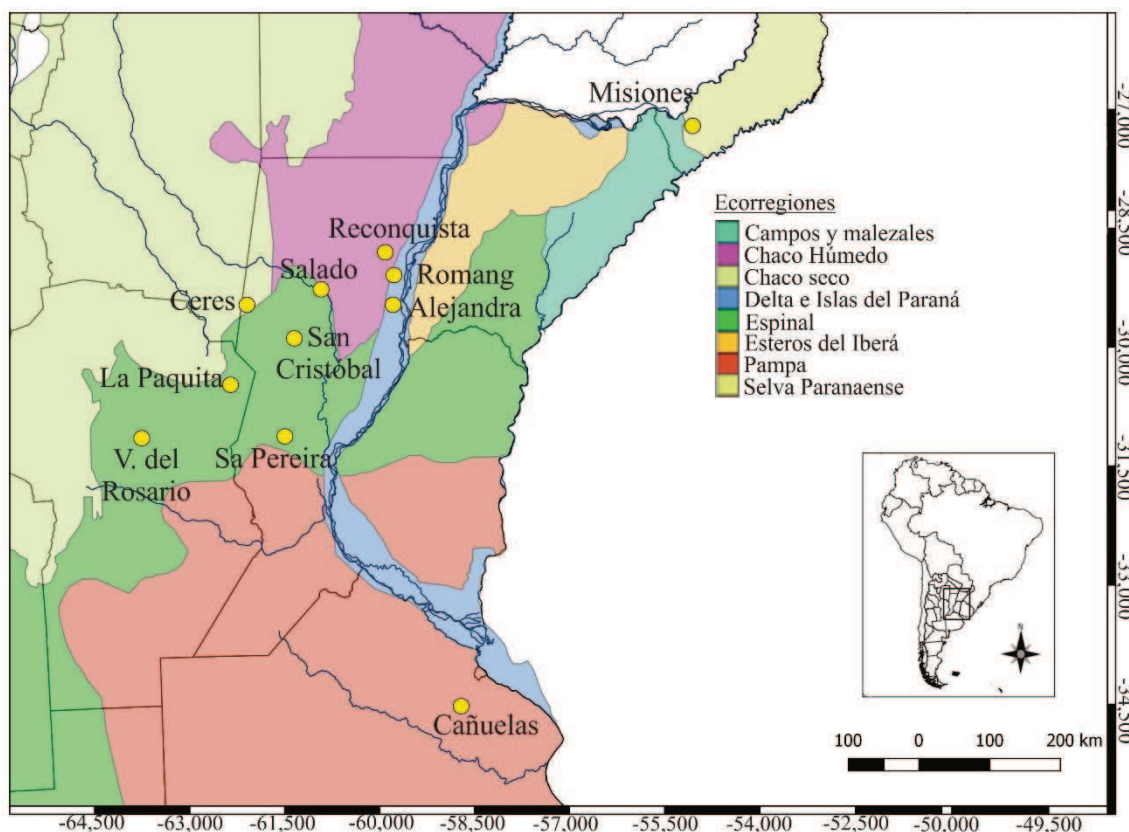 Misiones
Reconquista
Romang
Salado
Ceres
Alejandra
San
Cristóbal
La Paquita
V. del
Rosario
Sa Pereira
Cañuelas
Ecorregiones
Campos y malezales
Chaco Húmedo
Chaco seco
Delta e Islas del Paraná
Espinal
Esteros del Iberá
Pampa
Selva Paranaense
N
100 0 100 200 km
-27,000
-28,500
-30,000
-31,500
-33,000
-34,500
-64,500 -63,000 -61,500 -60,000 -58,500 -57,000 -55,500 -54,000 -52,500 -51,000 -49,500